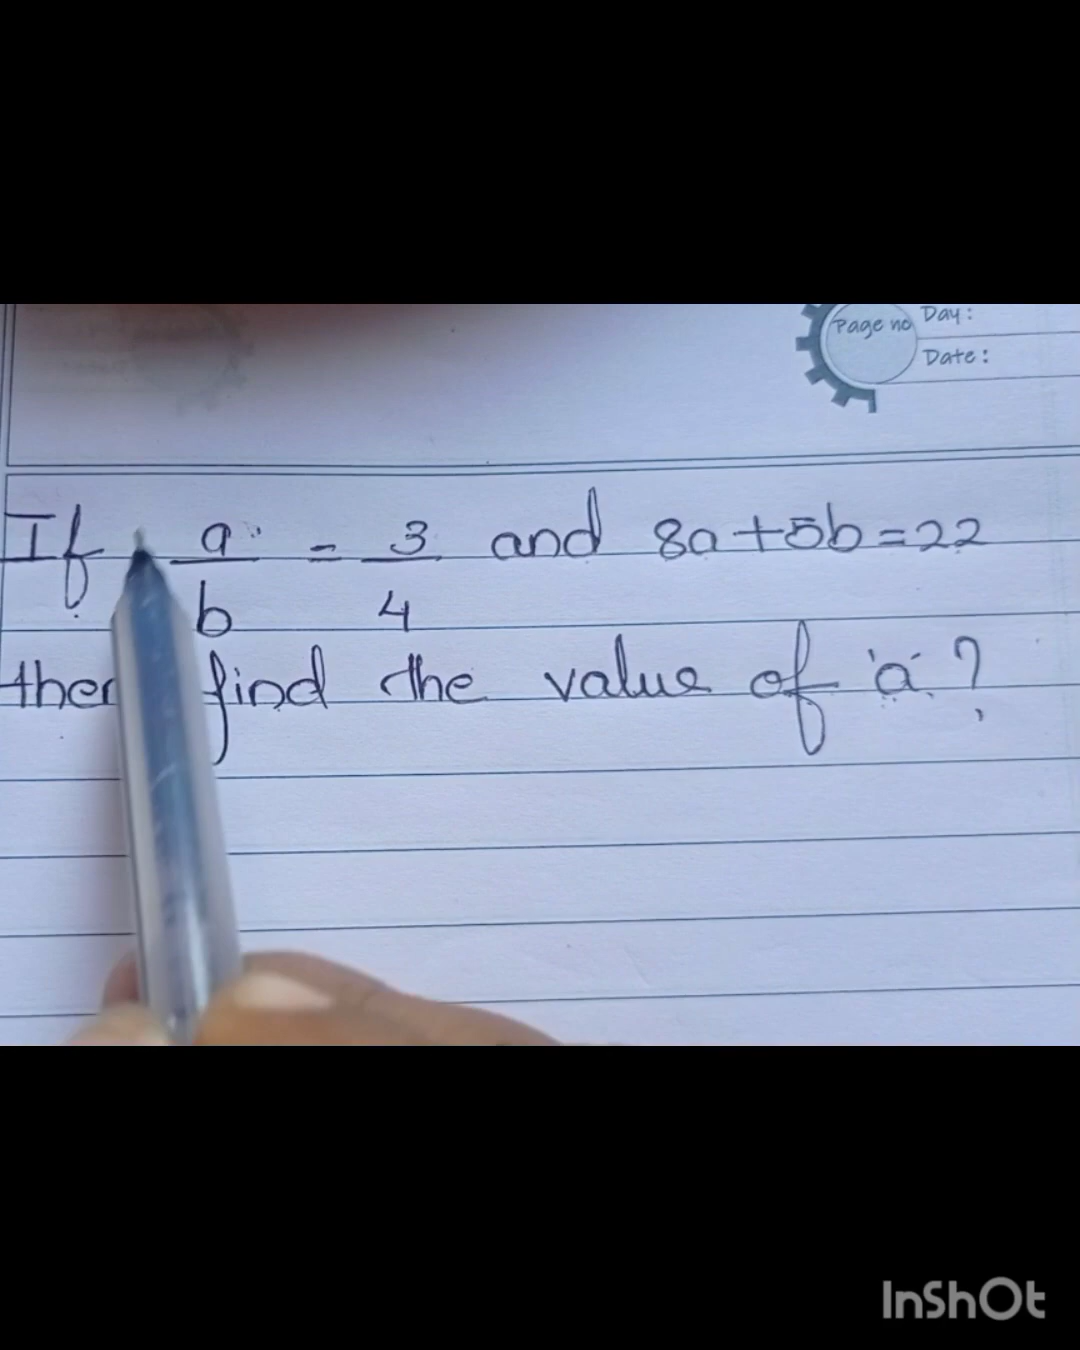 Page no
Day:
Date:
If a/b = 3/4 and 8a+5b=22
then find the value of 'a'?
InShOt